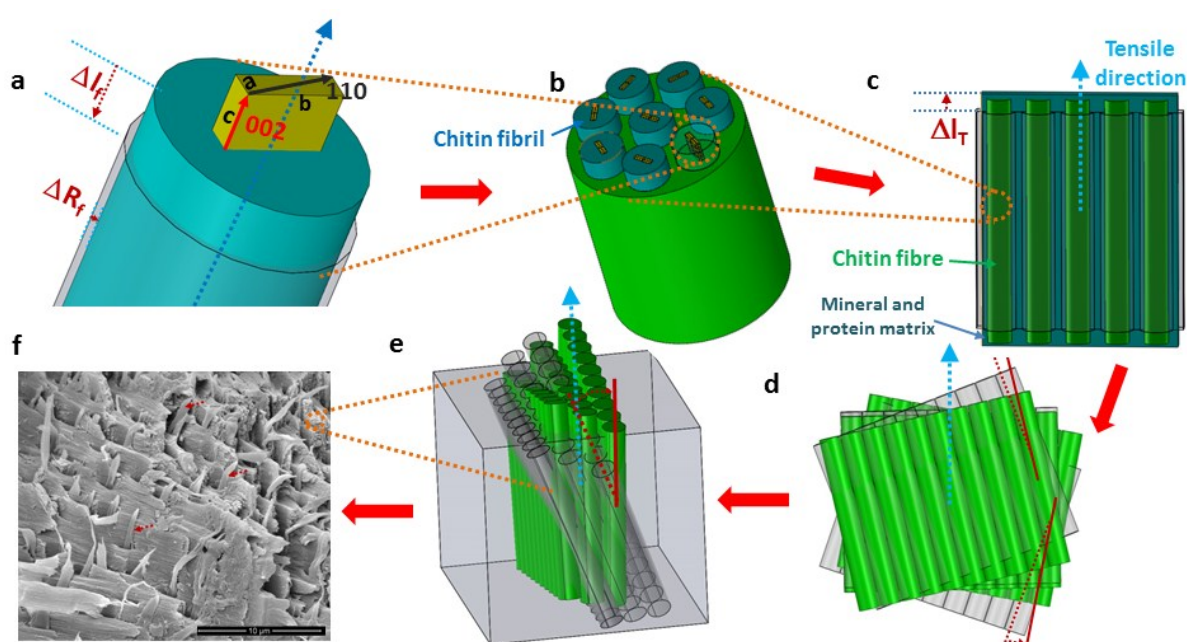 a
Δl_f
ΔR_f
a
b
c
110
002
b
Chitin fibril
c
Tensile
direction
Δl_T
Chitin fibre
Mineral and
protein matrix
d
e
f
10 µm